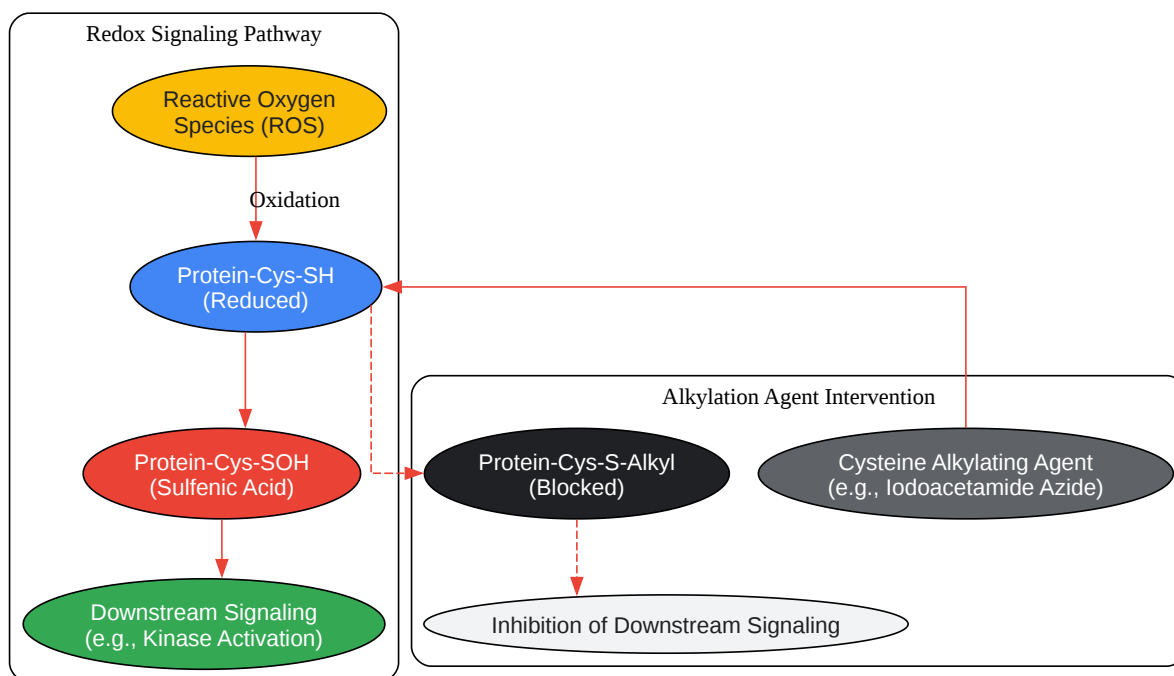 Redox Signaling Pathway
Reactive Oxygen
Species (ROS)
Oxidation
Protein-Cys-SH
(Reduced)
Protein-Cys-SOH
(Sulfenic Acid)
Downstream Signaling
(e.g., Kinase Activation)
Alkylation Agent Intervention
Protein-Cys-S-Alkyl
(Blocked)
Cysteine Alkylating Agent
(e.g., Iodoacetamide Azide)
Inhibition of Downstream Signaling